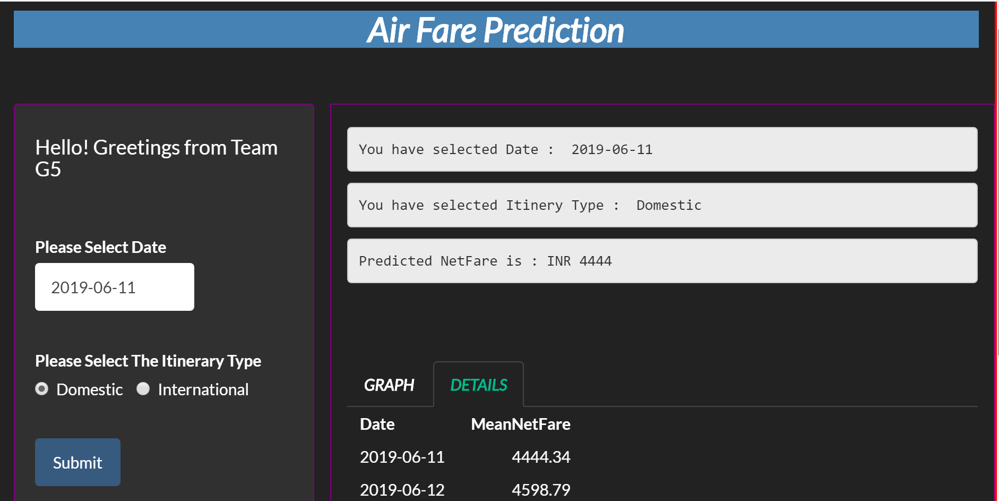 Air Fare Prediction
Hello! Greetings from Team
G5
Please Select Date
2019-06-11
Please Select The Itinerary Type
Domestic International
Submit
You have selected Date :  2019-06-11
You have selected Itinery Type :  Domestic
Predicted NetFare is : INR 4444
GRAPH DETAILS
Date MeanNetFare
2019-06-11 4444.34
2019-06-12 4598.79